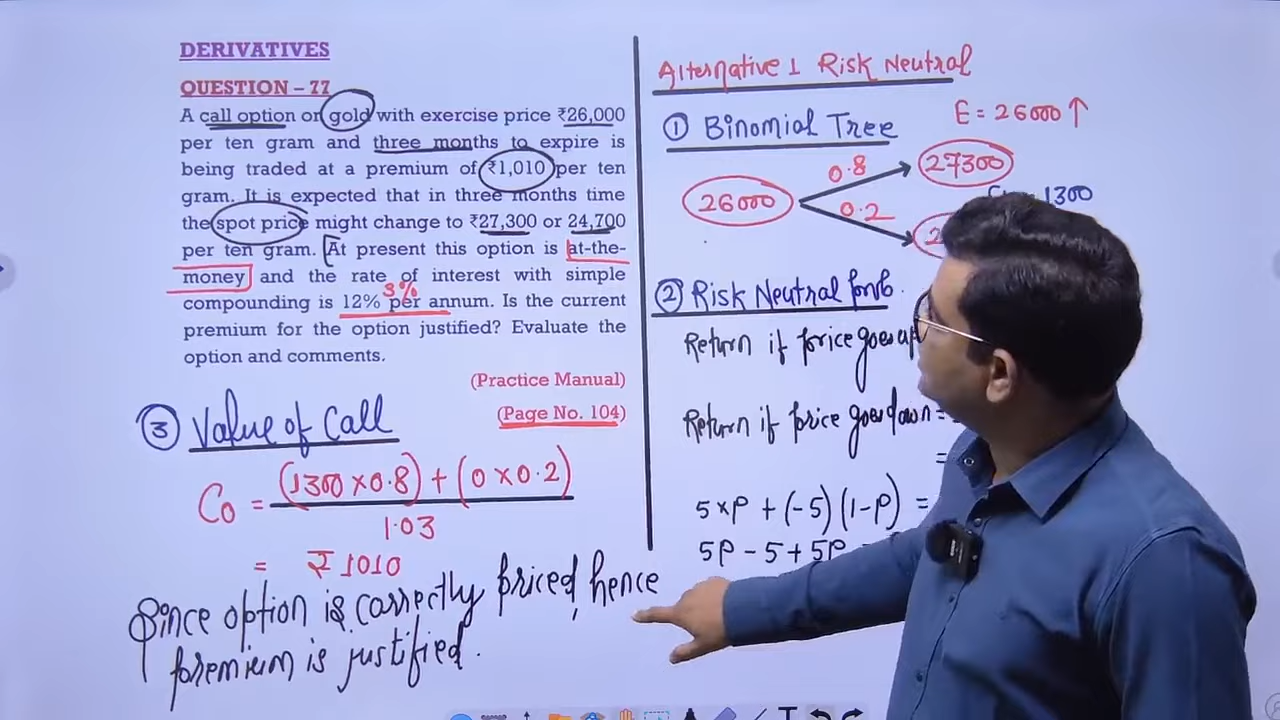 DERIVATIVES
QUESTION – 77
A call option on gold with exercise price ₹26,000
per ten gram and three months to expire is
being traded at a premium of ₹1,010 per ten
gram. It is expected that in three months time
the spot price might change to ₹27,300 or 24,700
per ten gram. At present this option is at-the-
money and the rate of interest with simple
3%
compounding is 12% per annum. Is the current
premium for the option justified? Evaluate the
option and comments.
(Practice Manual)
(Page No. 104)
③ Value of Call
C0 = (1300 × 0.8) + (0 × 0.2)
1.03
= ₹1010
Since option is correctly priced, hence
premium is justified.
Alternative 1 Risk Neutral
① Binomial Tree
E = 26000 ↑
0.8
27300
26000
1300
0.2
② Risk Neutral Prob.
Return if price goes up
Return if price goes down =
=
5×P + (-5) (1-P) =
5P - 5 + 5P